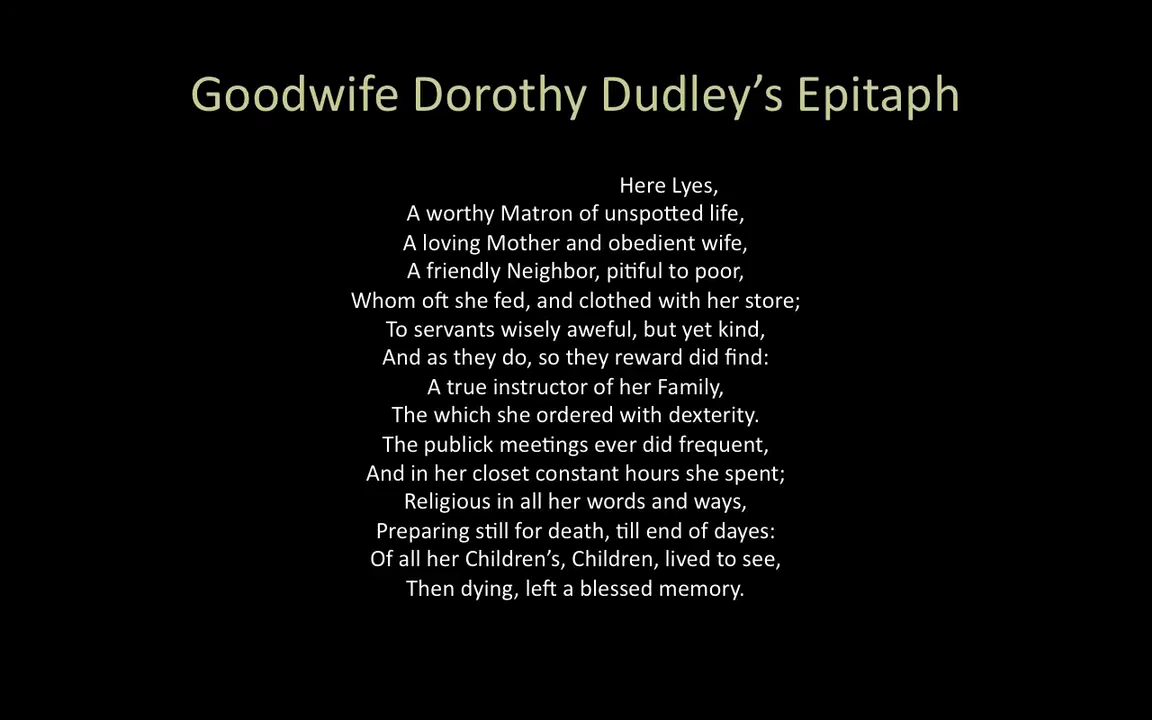 Goodwife Dorothy Dudley’s Epitaph
Here Lyes,
A worthy Matron of unspotted life,
A loving Mother and obedient wife,
A friendly Neighbor, pitiful to poor,
Whom oft she fed, and clothed with her store;
To servants wisely aweful, but yet kind,
And as they do, so they reward did find:
A true instructor of her Family,
The which she ordered with dexterity.
The publick meetings ever did frequent,
And in her closet constant hours she spent;
Religious in all her words and ways,
Preparing still for death, till end of dayes:
Of all her Children’s, Children, lived to see,
Then dying, left a blessed memory.